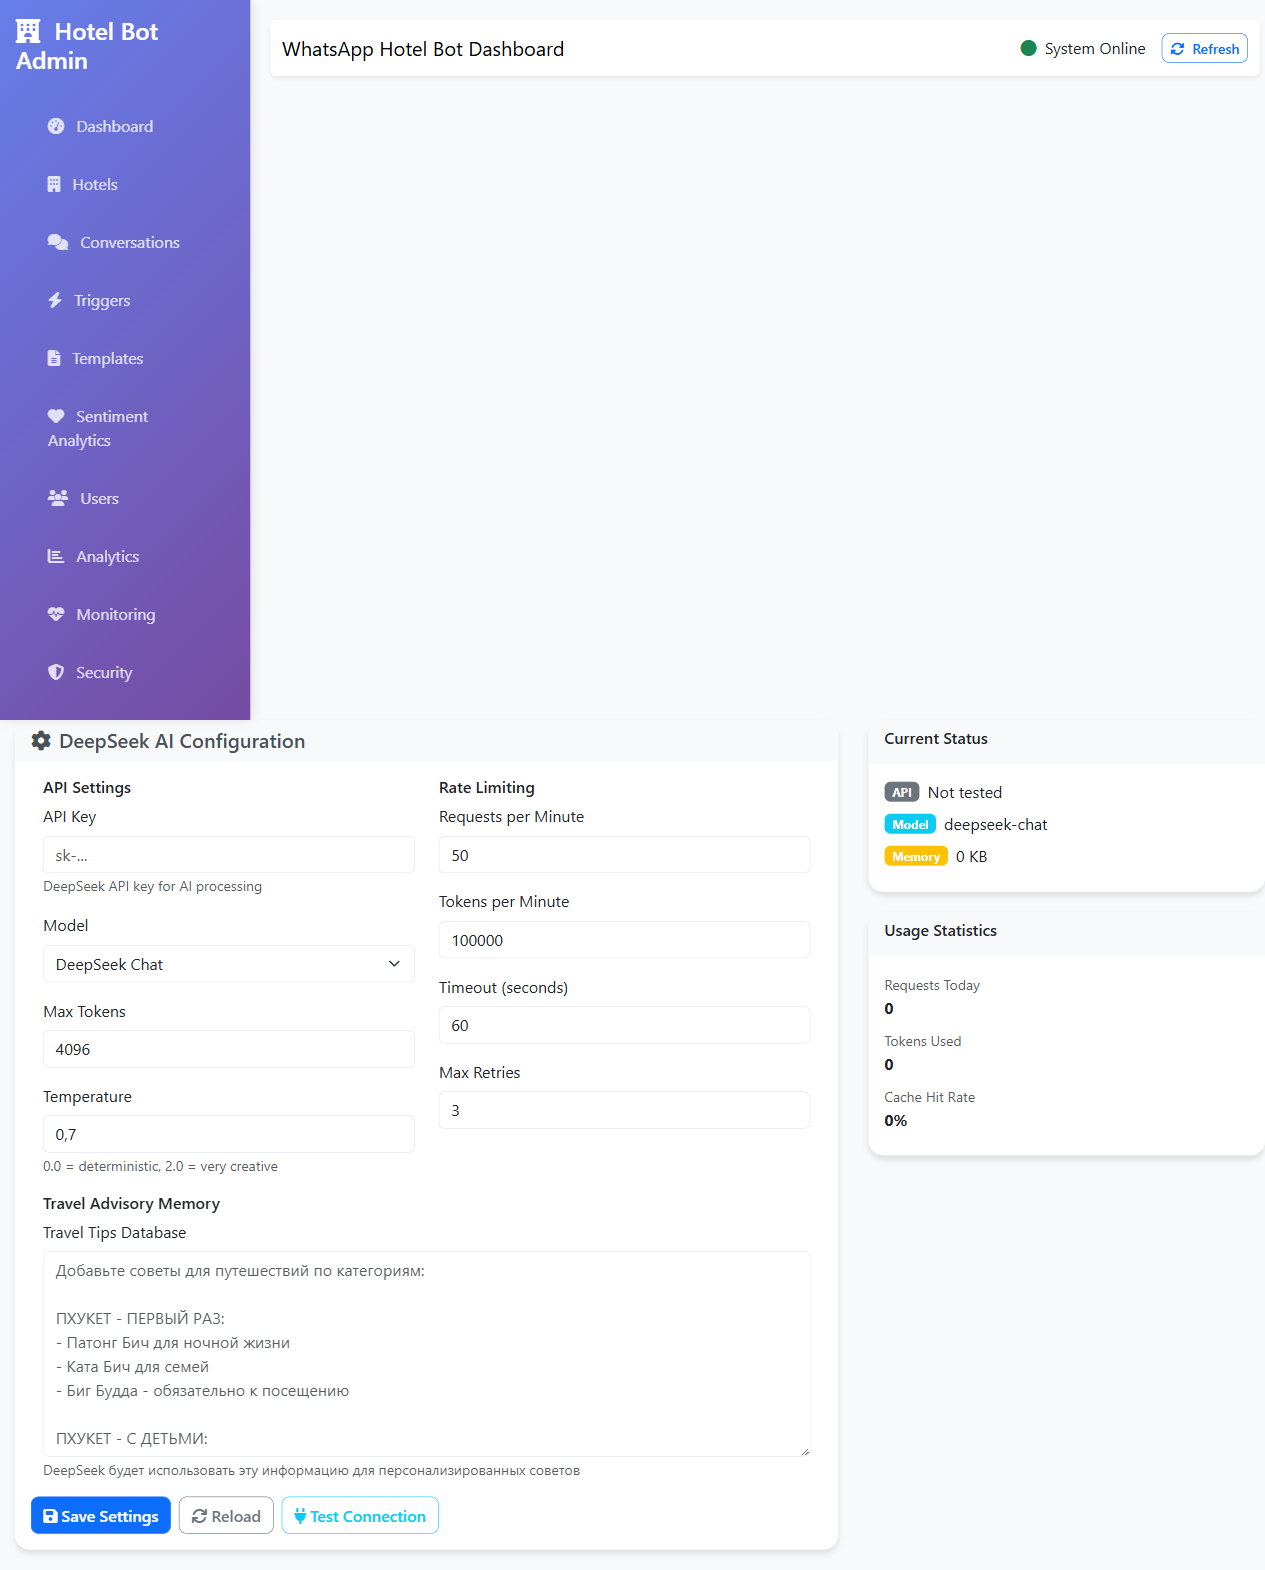 Hotel Bot
Admin
Dashboard
Hotels
Conversations
Triggers
Templates
Sentiment
Analytics
Users
Analytics
Monitoring
Security
WhatsApp Hotel Bot Dashboard
System Online
Refresh
DeepSeek AI Configuration
API Settings
API Key
sk-...
DeepSeek API key for AI processing
Model
DeepSeek Chat
Max Tokens
4096
Temperature
0,7
0.0 = deterministic, 2.0 = very creative
Rate Limiting
Requests per Minute
50
Tokens per Minute
100000
Timeout (seconds)
60
Max Retries
3
Travel Advisory Memory
Travel Tips Database
Добавьте советы для путешествий по категориям:
ПХУКЕТ - ПЕРВЫЙ РАЗ:
- Патонг Бич для ночной жизни
- Ката Бич для семей
- Биг Будда - обязательно к посещению
ПХУКЕТ - С ДЕТЬМИ:
DeepSeek будет использовать эту информацию для персонализированных советов
Save Settings
Reload
Test Connection
Current Status
API Not tested
Model deepseek-chat
Memory 0 KB
Usage Statistics
Requests Today
0
Tokens Used
0
Cache Hit Rate
0%